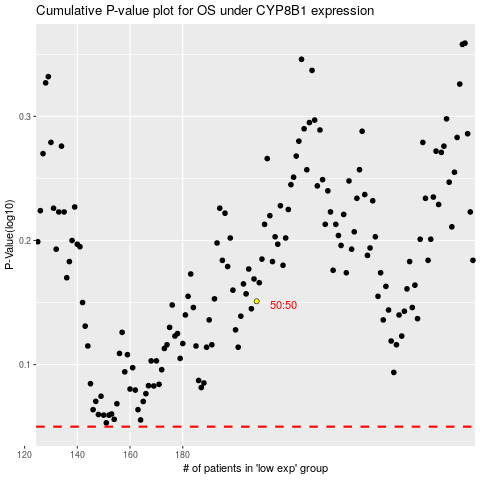 Cumulative P-value plot for OS under CYP8B1 expression
P-Value(log10)
0.3
0.2
0.1
50:50
120 140 160 180
# of patients in 'low exp' group